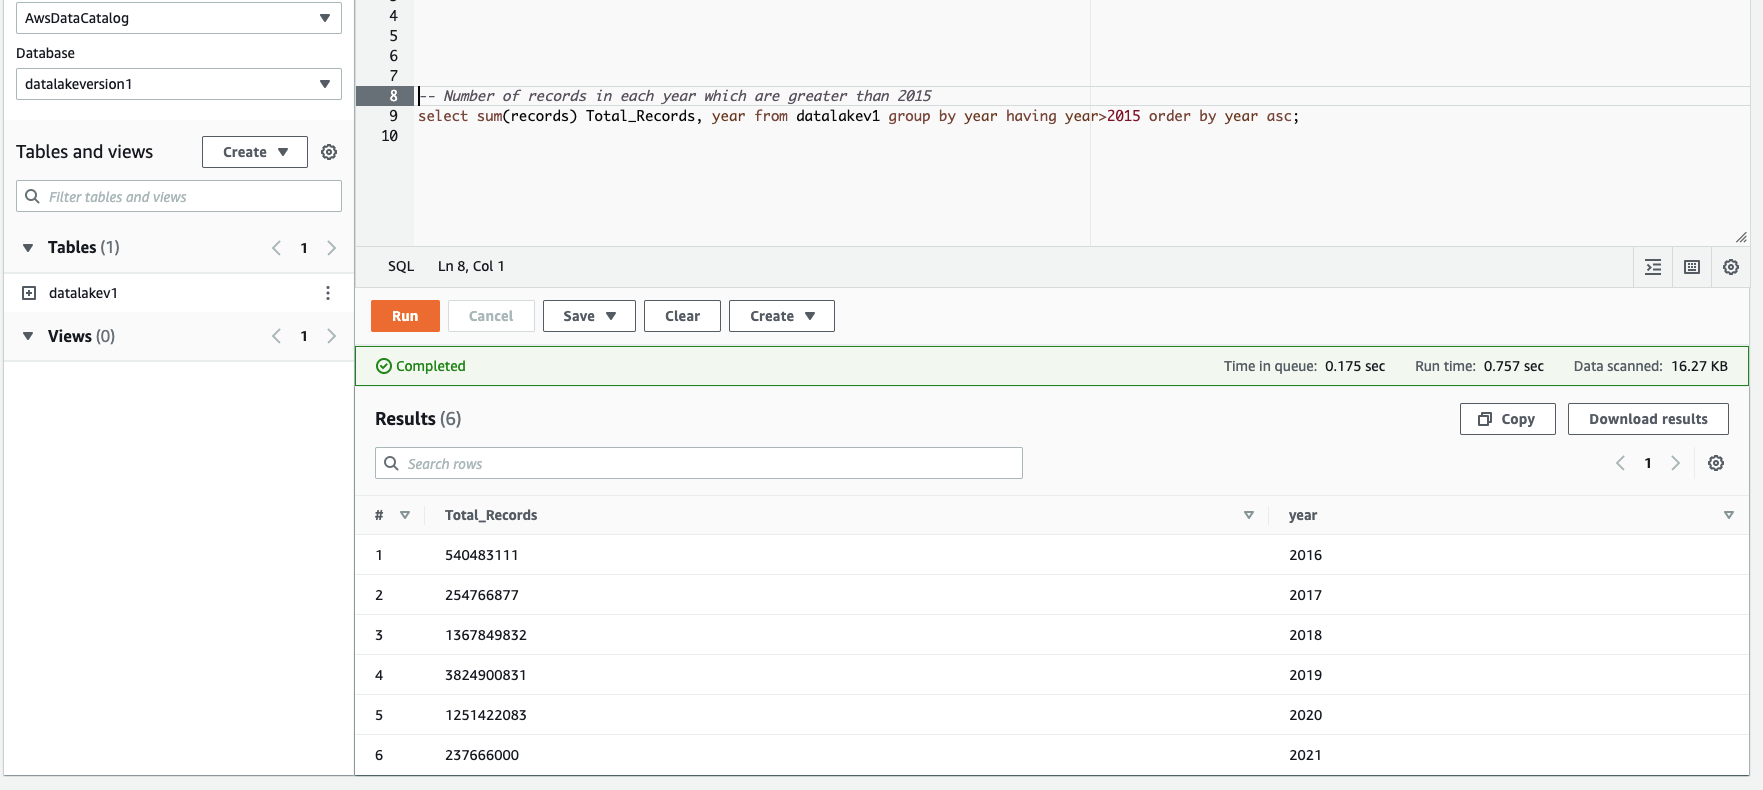 AwsDataCatalog
Database
datalakeversion1
Tables and views
Create
Filter tables and views
Tables (1)
1
datalakev1
Views (0)
1
4
5
6
7
8 -- Number of records in each year which are greater than 2015
9 select sum(records) Total_Records, year from datalakev1 group by year having year>2015 order by year asc;
10
SQL Ln 8, Col 1
Run Cancel Save Clear Create
Completed Time in queue: 0.175 sec Run time: 0.757 sec Data scanned: 16.27 KB
Results (6) Copy Download results
Search rows 1
# Total_Records year
1 540483111 2016
2 254766877 2017
3 1367849832 2018
4 3824900831 2019
5 1251422083 2020
6 237666000 2021